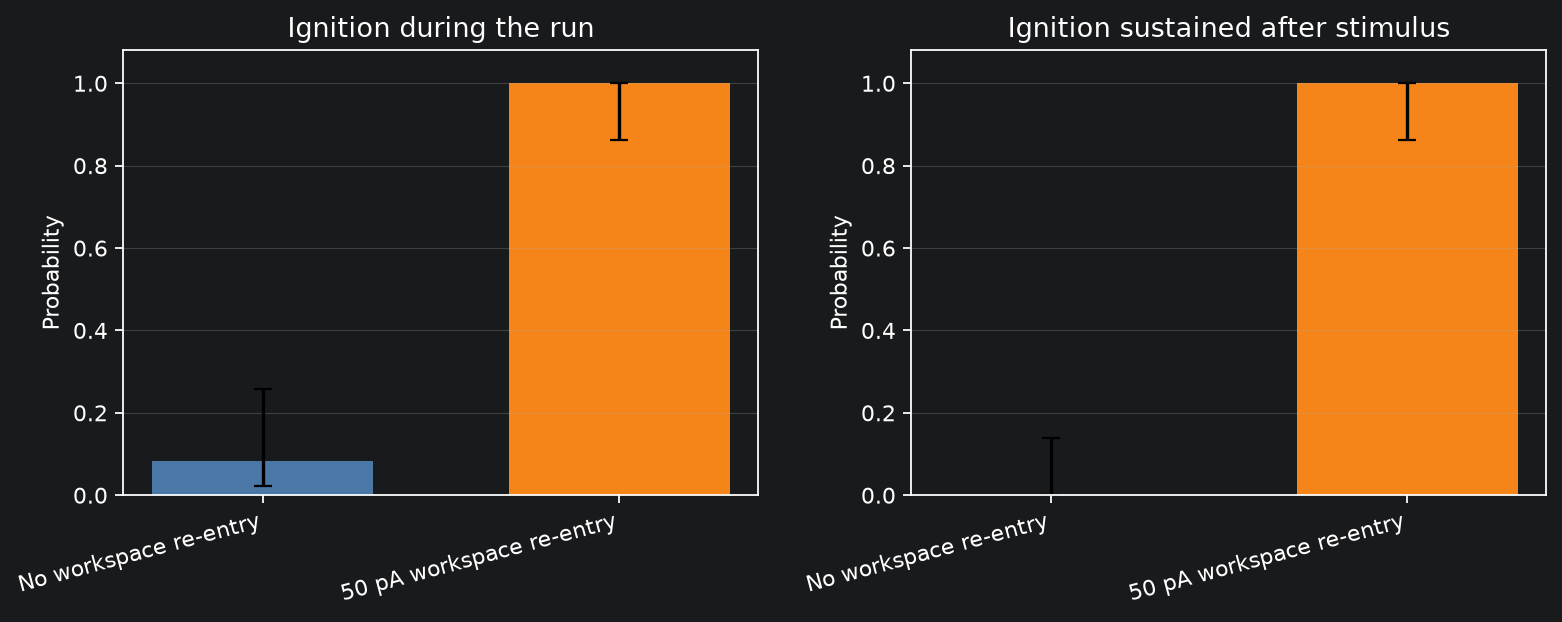 Ignition during the run
Probability
1.0
0.8
0.6
0.4
0.2
0.0
No workspace re-entry
50 pA workspace re-entry
Ignition sustained after stimulus
Probability
1.0
0.8
0.6
0.4
0.2
0.0
No workspace re-entry
50 pA workspace re-entry